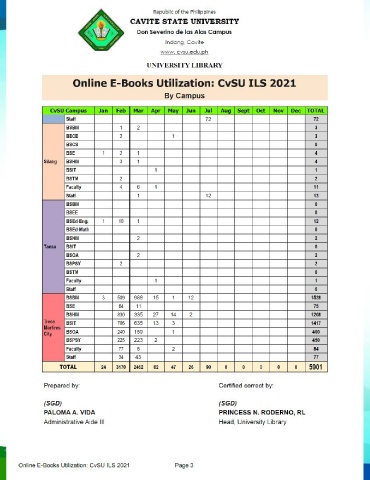 Republic of the Philippines
CAVITE STATE UNIVERSITY
Don Severino de las Alas Campus
Indang, Cavite
www.cvsu.edu.ph
UNIVERSITY LIBRARY
Online E-Books Utilization: CvSU ILS 2021
By Campus
CvSU Campus Jan Feb Mar Apr May Jun Jul Aug Sept Oct Nov Dec TOTAL
Staff 72 72
BSBM 1 2 3
BSCE 2 1 3
BSCS 0
BSE 1 2 1 4
Silang BSHM 3 1 4
BSIT 1 1
BSTM 2 2
Faculty 4 6 1 11
Staff 1 12 13
BSBM 0
BSEE 0
BSEd-Eng. 1 10 1 12
BSEd-Math 0
BSHM 2 2
Tanza BSIT 0
BSOA 2 2
BSPSY 2 2
BSTM 0
Faculty 1 1
Staff 0
BSBM 3 509 988 15 1 12 1528
BSE 64 11 75
BSHM 830 335 27 14 2 1208
Trece Martires City BSIT 766 635 13 3 1417
BSOA 240 159 1 400
BSPSY 225 223 2 450
Faculty 77 5 2 84
Staff 34 43 77
TOTAL 24 3170 2462 82 47 26 90 0 0 0 0 0 5901
Prepared by: Certified correct by:
(SGD) (SGD)
PALOMA A. VIDA PRINCESS N. RODERNO, RL
Administrative Aide III Head, University Library
Online E-Books Utilization: CvSU ILS 2021 Page 3